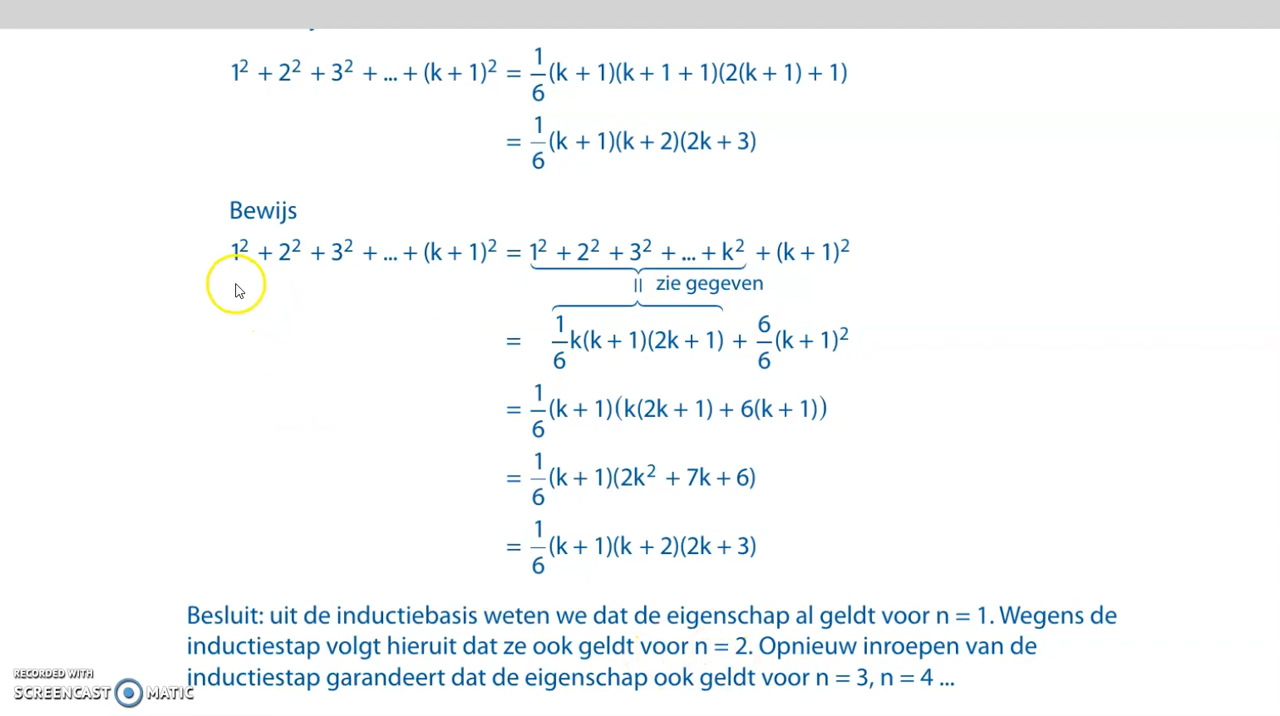 1² + 2² + 3² + ... + (k + 1)² = 1/6 (k + 1)(k + 1 + 1)(2(k + 1) + 1)
= 1/6 (k + 1)(k + 2)(2k + 3)
Bewijs
1² + 2² + 3² + ... + (k + 1)² = 1² + 2² + 3² + ... + k² + (k + 1)²
|| zie gegeven
= 1/6 k(k + 1)(2k + 1) + 6/6 (k + 1)²
= 1/6 (k + 1)(k(2k + 1) + 6(k + 1))
= 1/6 (k + 1)(2k² + 7k + 6)
= 1/6 (k + 1)(k + 2)(2k + 3)
Besluit: uit de inductiebasis weten we dat de eigenschap al geldt voor n = 1. Wegens de
inductiestap volgt hieruit dat ze ook geldt voor n = 2. Opnieuw inroepen van de
inductiestap garandeert dat de eigenschap ook geldt voor n = 3, n = 4 ...
RECORDED WITH
SCREENCAST MATIC